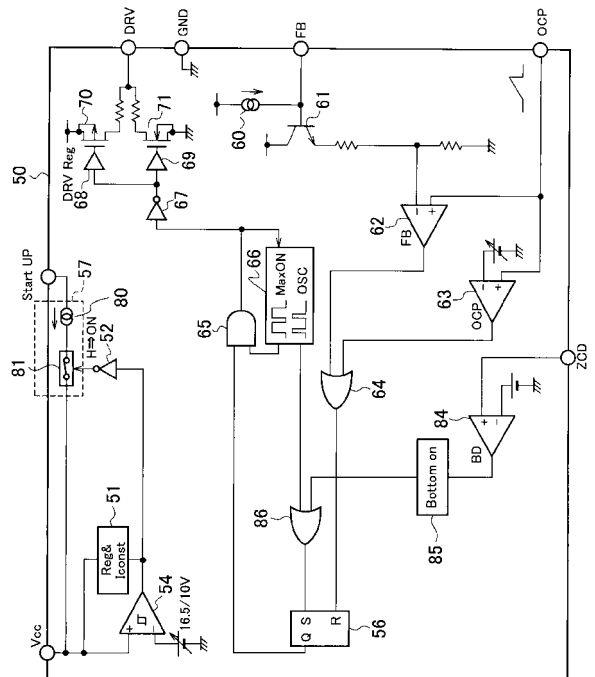 50
Vcc
Start UP
DRV
GND
FB
OCP
ZCD
57
81
80
H⇒ON
52
51
Reg&
Iconst
54
16.5/10V
DRV Reg
70
68
71
69
67
60
61
66
MaxON
OSC
65
62
FB
-
+
63
OCP
-
+
64
84
BD
+
-
Bottom on
85
86
Q S
R
56
+
-